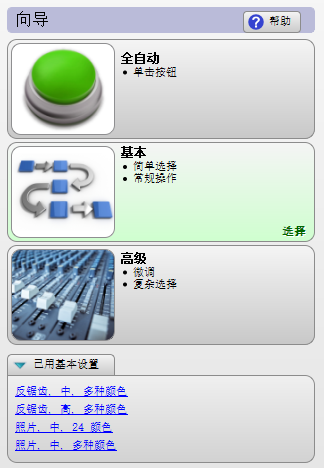 向导
帮助
全自动
• 单击按钮
基本
• 简单选择
• 常规操作
选择
高级
• 微调
• 复杂选择
已用基本设置
反锯齿, 中, 多种颜色
反锯齿, 高, 多种颜色
照片, 中, 24 颜色
照片, 中, 多种颜色